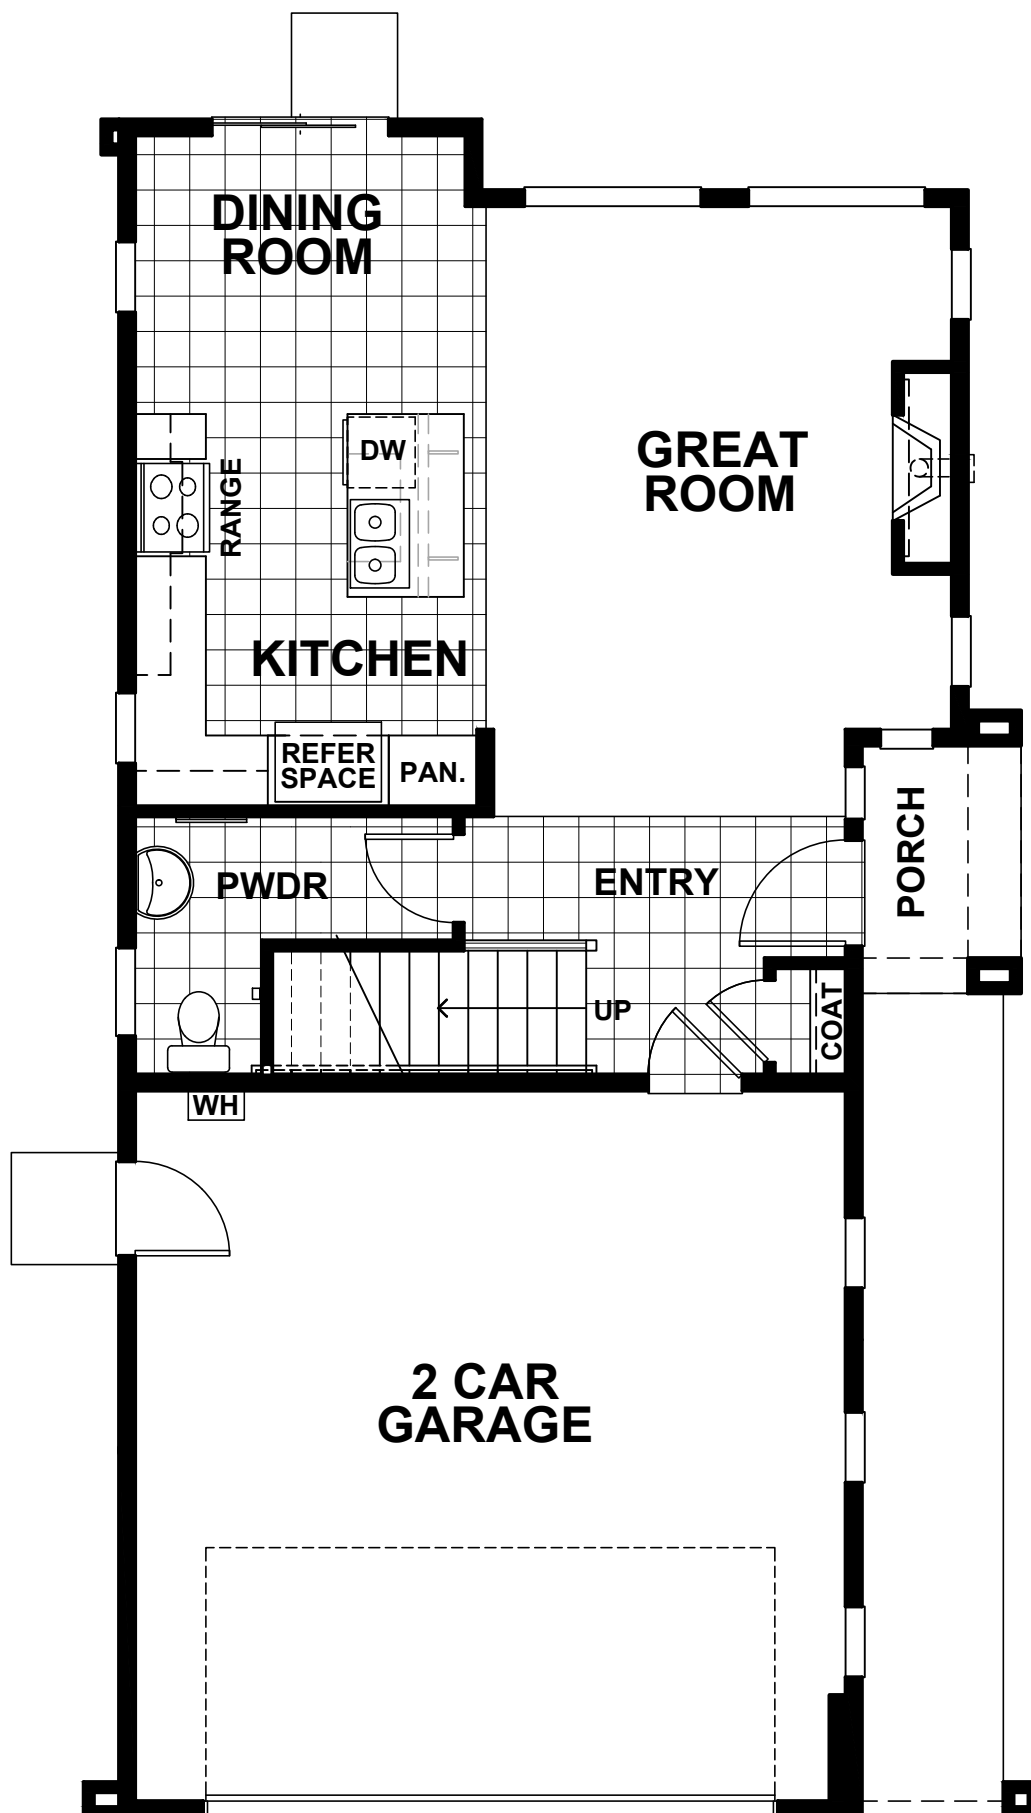 DINING
ROOM
GREAT
ROOM
DW
RANGE
KITCHEN
REFER
SPACE
PAN.
PORCH
PWDR
ENTRY
UP
COAT
WH
2 CAR
GARAGE